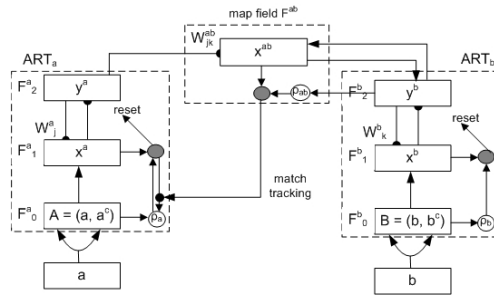 map field F^ab
W^ab_jk
x^ab
ART_a
ART_b
F^a_2
y^a
ρ_ab
F^b_2
y^b
reset
reset
W^a_j
W^b_k
F^a_1
x^a
F^b_1
x^b
match
tracking
F^a_0
A = (a, a^c)
ρ_a
F^b_0
B = (b, b^c)
ρ_b
a
b